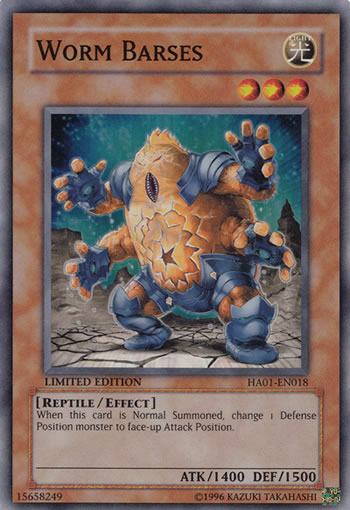 WORM BARSES
LIGHT
光
LIMITED EDITION
HA01-EN018
[REPTILE / EFFECT]
When this card is Normal Summoned, change 1 Defense
Position monster to face-up Attack Position.
ATK/1400 DEF/1500
15658249
©1996 KAZUKI TAKAHASHI